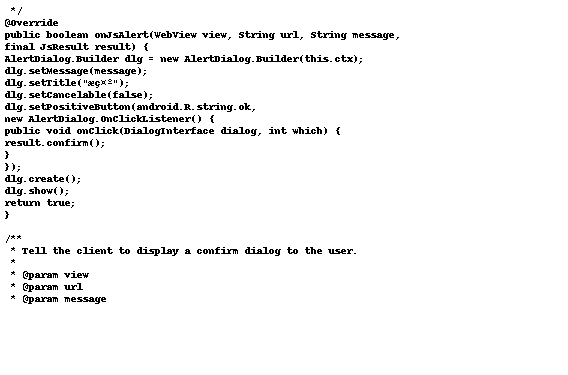 */
@Override
public boolean onJsAlert(WebView view, String url, String message,
final JsResult result) {
AlertDialog.Builder dlg = new AlertDialog.Builder(this.ctx);
dlg.setMessage(message);
dlg.setTitle("æç¤º");
dlg.setCancelable(false);
dlg.setPositiveButton(android.R.string.ok,
new AlertDialog.OnClickListener() {
public void onClick(DialogInterface dialog, int which) {
result.confirm();
}
});
dlg.create();
dlg.show();
return true;
}
/**
* Tell the client to display a confirm dialog to the user.
*
* @param view
* @param url
* @param message